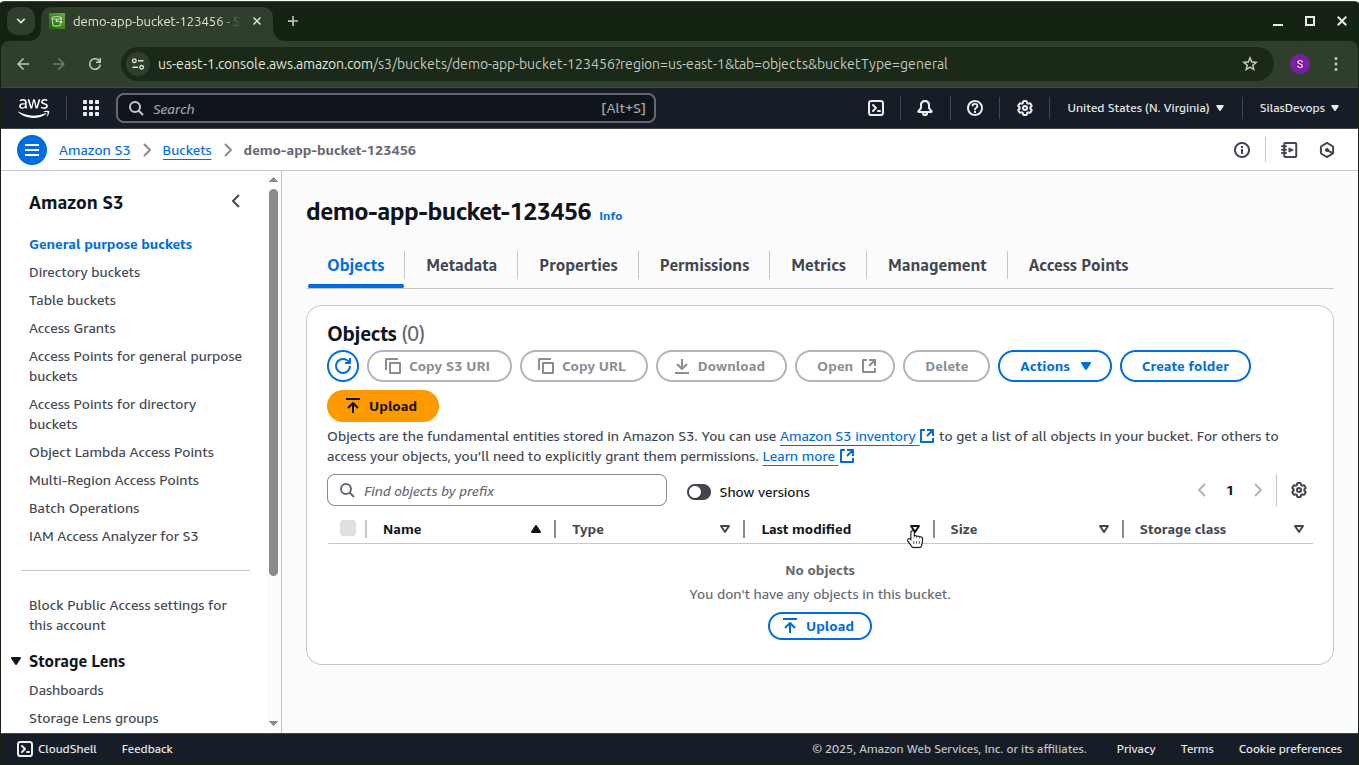 demo-app-bucket-123456 - S
us-east-1.console.aws.amazon.com/s3/buckets/demo-app-bucket-123456?region=us-east-1&tab=objects&bucketType=general
S
aws
Search
[Alt+S]
United States (N. Virginia)
SilasDevops
Amazon S3
Buckets
demo-app-bucket-123456
Amazon S3
General purpose buckets
Directory buckets
Table buckets
Access Grants
Access Points for general purpose
buckets
Access Points for directory
buckets
Object Lambda Access Points
Multi-Region Access Points
Batch Operations
IAM Access Analyzer for S3
Block Public Access settings for
this account
Storage Lens
Dashboards
Storage Lens groups
demo-app-bucket-123456 Info
Objects
Metadata
Properties
Permissions
Metrics
Management
Access Points
Objects (0)
Copy S3 URI
Copy URL
Download
Open
Delete
Actions
Create folder
Upload
Objects are the fundamental entities stored in Amazon S3. You can use Amazon S3 inventory to get a list of all objects in your bucket. For others to
access your objects, you'll need to explicitly grant them permissions. Learn more
Find objects by prefix
Show versions
1
Name
Type
Last modified
Size
Storage class
No objects
You don't have any objects in this bucket.
Upload
CloudShell
Feedback
© 2025, Amazon Web Services, Inc. or its affiliates.
Privacy
Terms
Cookie preferences